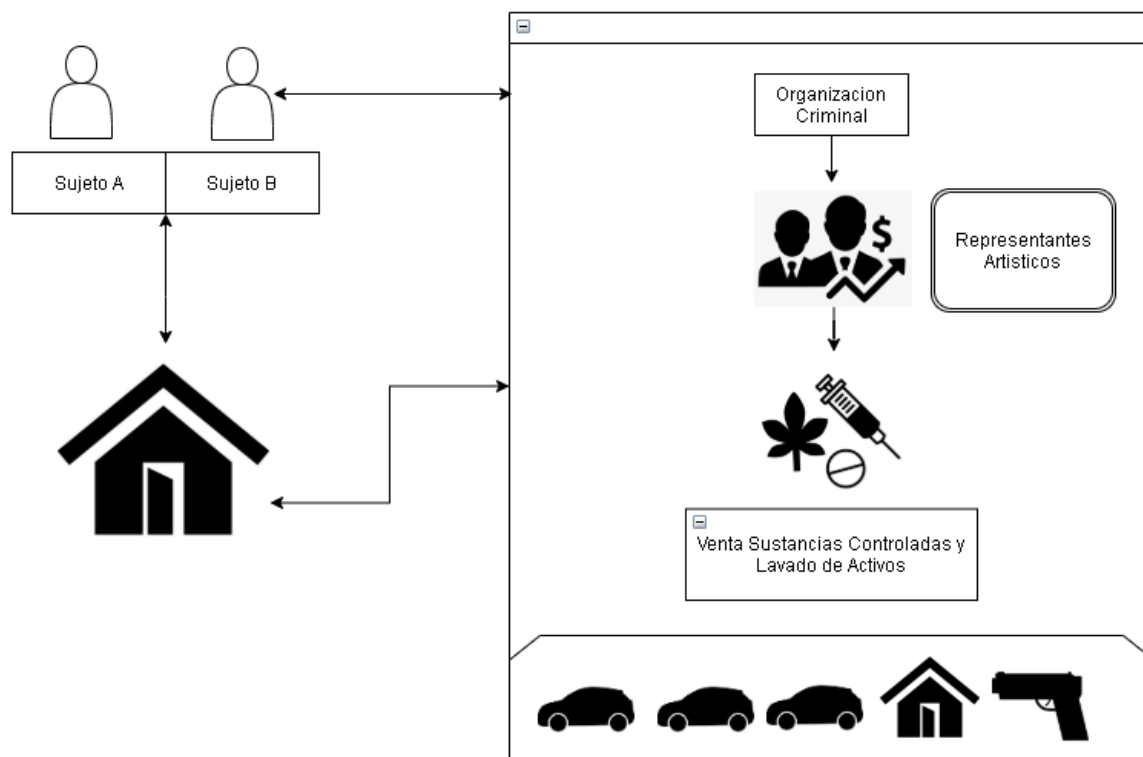 Sujeto A
Sujeto B
Organizacion
Criminal
$
Representantes
Artisticos
Venta Sustancias Controladas y
Lavado de Activos